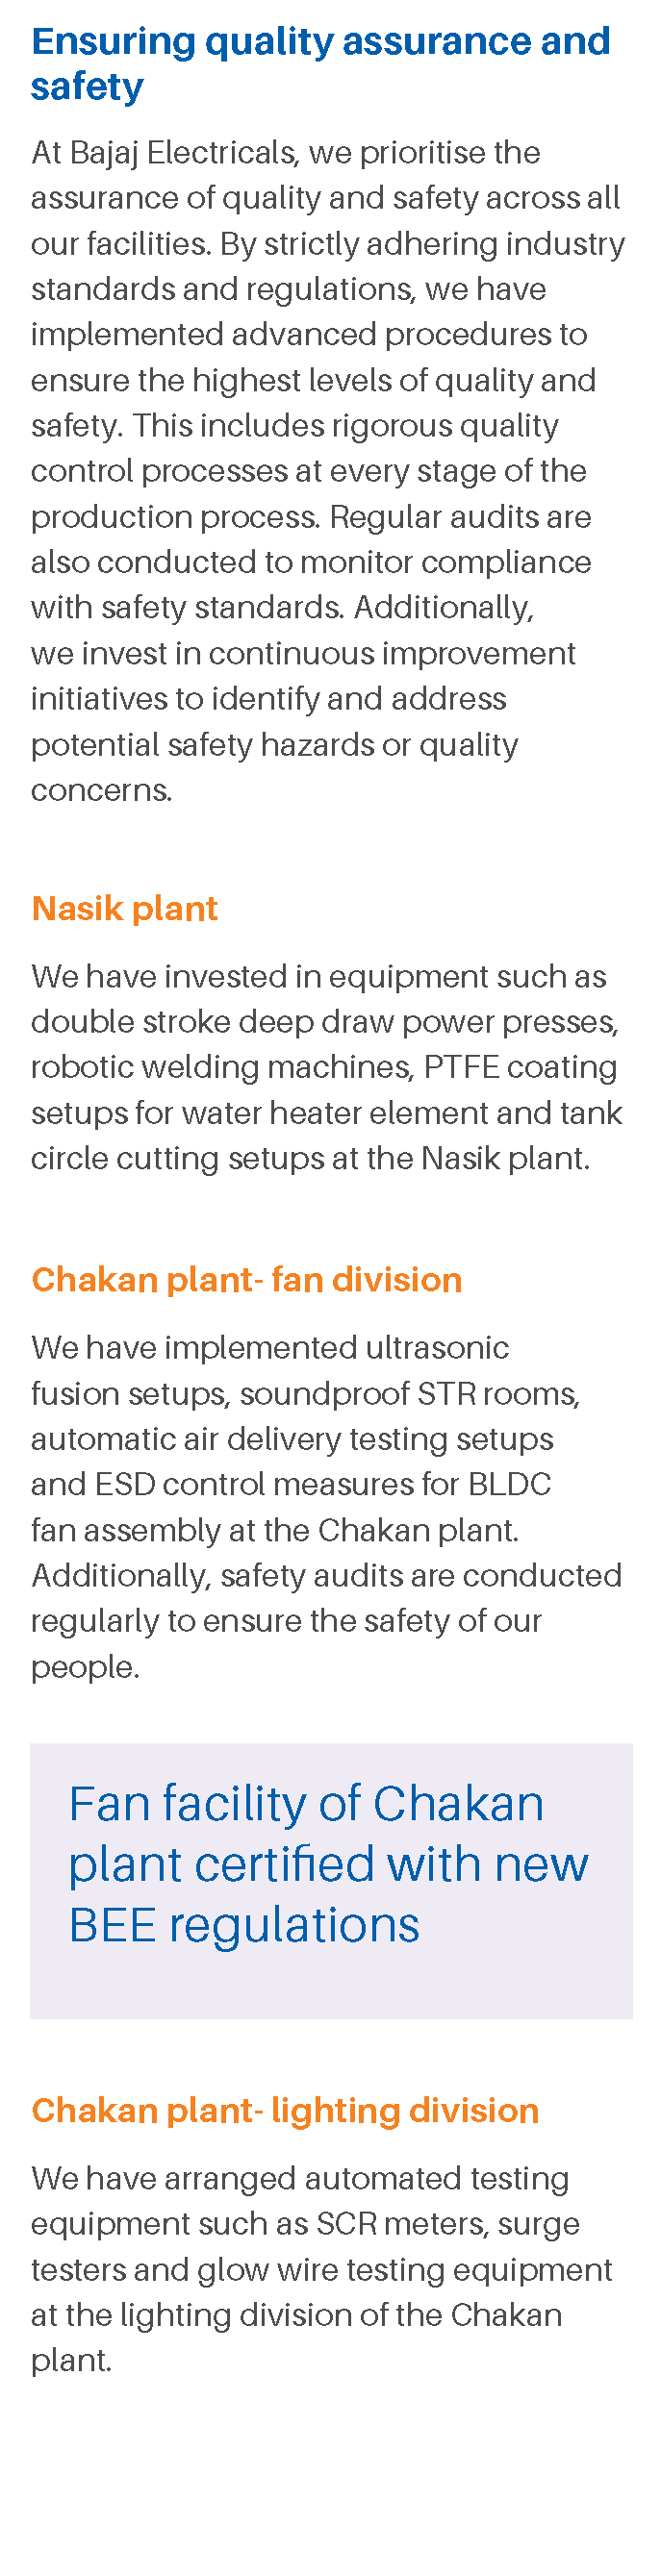 Ensuring quality assurance and
safety
At Bajaj Electricals, we prioritise the
assurance of quality and safety across all
our facilities. By strictly adhering industry
standards and regulations, we have
implemented advanced procedures to
ensure the highest levels of quality and
safety. This includes rigorous quality
control processes at every stage of the
production process. Regular audits are
also conducted to monitor compliance
with safety standards. Additionally,
we invest in continuous improvement
initiatives to identify and address
potential safety hazards or quality
concerns.
Nasik plant
We have invested in equipment such as
double stroke deep draw power presses,
robotic welding machines, PTFE coating
setups for water heater element and tank
circle cutting setups at the Nasik plant.
Chakan plant- fan division
We have implemented ultrasonic
fusion setups, soundproof STR rooms,
automatic air delivery testing setups
and ESD control measures for BLDC
fan assembly at the Chakan plant.
Additionally, safety audits are conducted
regularly to ensure the safety of our
people.
Fan facility of Chakan
plant certified with new
BEE regulations
Chakan plant- lighting division
We have arranged automated testing
equipment such as SCR meters, surge
testers and glow wire testing equipment
at the lighting division of the Chakan
plant.